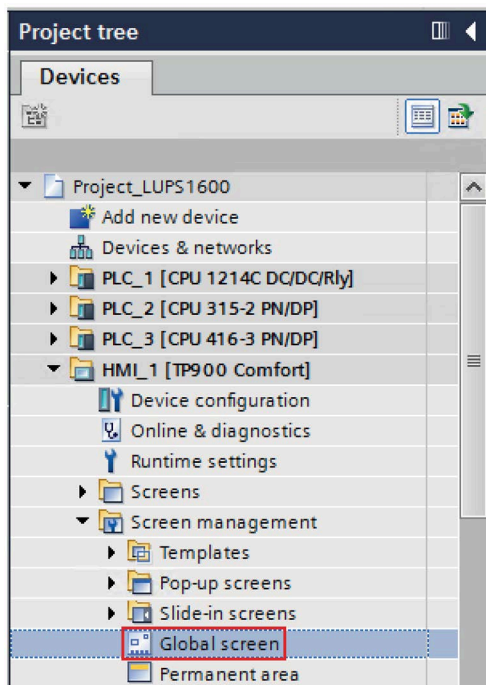 Project tree
Devices
Project_LUPS1600
Add new device
Devices & networks
PLC_1 [CPU 1214C DC/DC/Rly]
PLC_2 [CPU 315-2 PN/DP]
PLC_3 [CPU 416-3 PN/DP]
HMI_1 [TP900 Comfort]
Device configuration
Online & diagnostics
Runtime settings
Screens
Screen management
Templates
Pop-up screens
Slide-in screens
Global screen
Permanent area